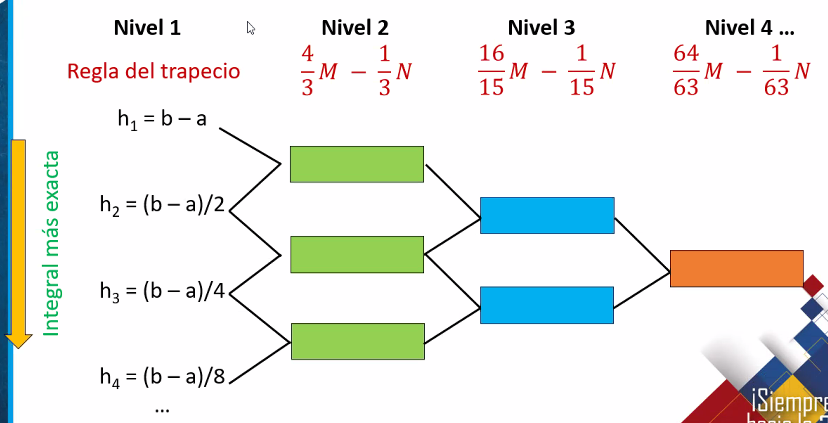 Nivel 1 Nivel 2 Nivel 3 Nivel 4 ...
Regla del trapecio 4/3 M − 1/3 N 16/15 M − 1/15 N 64/63 M − 1/63 N
h₁ = b – a
h₂ = (b – a)/2
h₃ = (b – a)/4
h₄ = (b – a)/8
...
Integral más exacta
¡Siempre